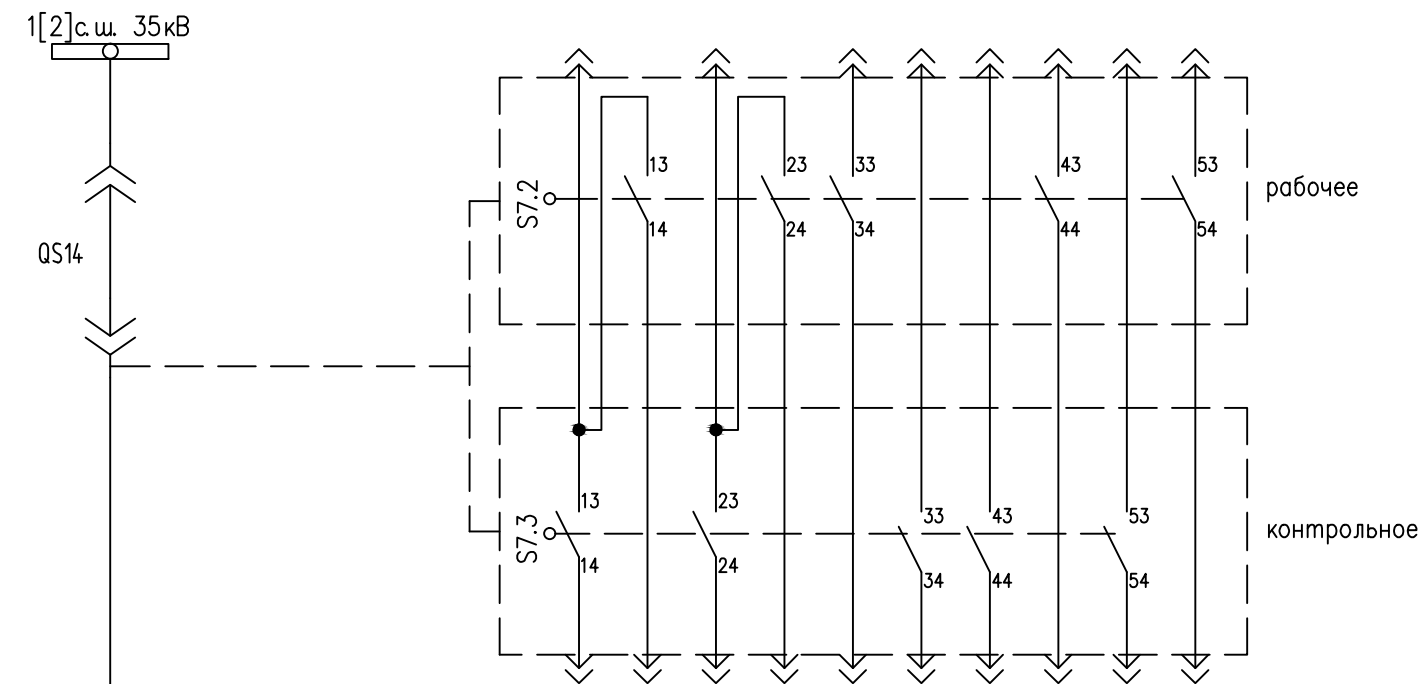 1[2]с.ш. 35кВ
13 23 33 43 53
S7.2
рабочее
14 24 34 44 54
QS14
13 23 33 43 53
S7.3
контрольное
14 24 34 44 54